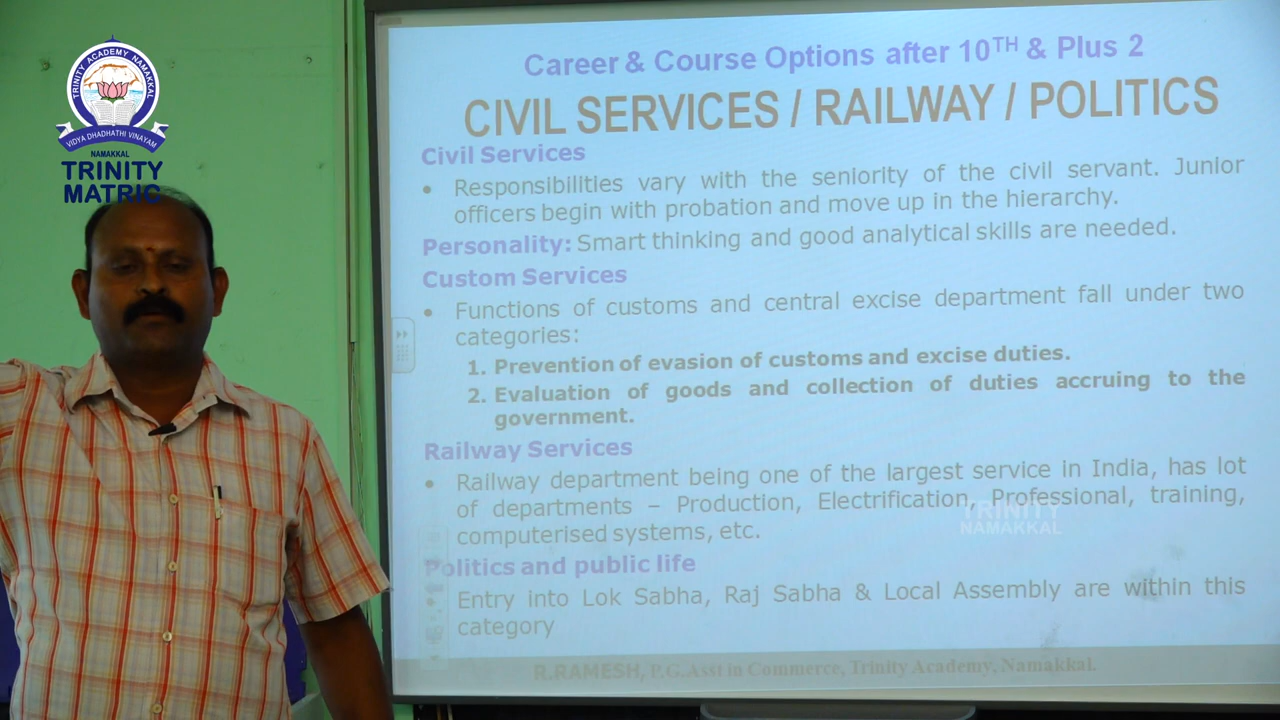 TRINITY ACADEMY NAMAKKAL
VIDYA DHADHATHI VINAYAM
NAMAKKAL
TRINITY
MATRIC
Career & Course Options after 10TH & Plus 2
CIVIL SERVICES / RAILWAY / POLITICS
Civil Services
• Responsibilities vary with the seniority of the civil servant. Junior
officers begin with probation and move up in the hierarchy.
Personality: Smart thinking and good analytical skills are needed.
Custom Services
• Functions of customs and central excise department fall under two
categories:
1. Prevention of evasion of customs and excise duties.
2. Evaluation of goods and collection of duties accruing to the
government.
Railway Services
• Railway department being one of the largest service in India, has lot
of departments – Production, Electrification, Professional, training,
computerised systems, etc.
TRINITY
NAMAKKAL
Politics and public life
• Entry into Lok Sabha, Raj Sabha & Local Assembly are within this
category
R.RAMESH, P.G.Asst in Commerce, Trinity Academy, Namakkal.